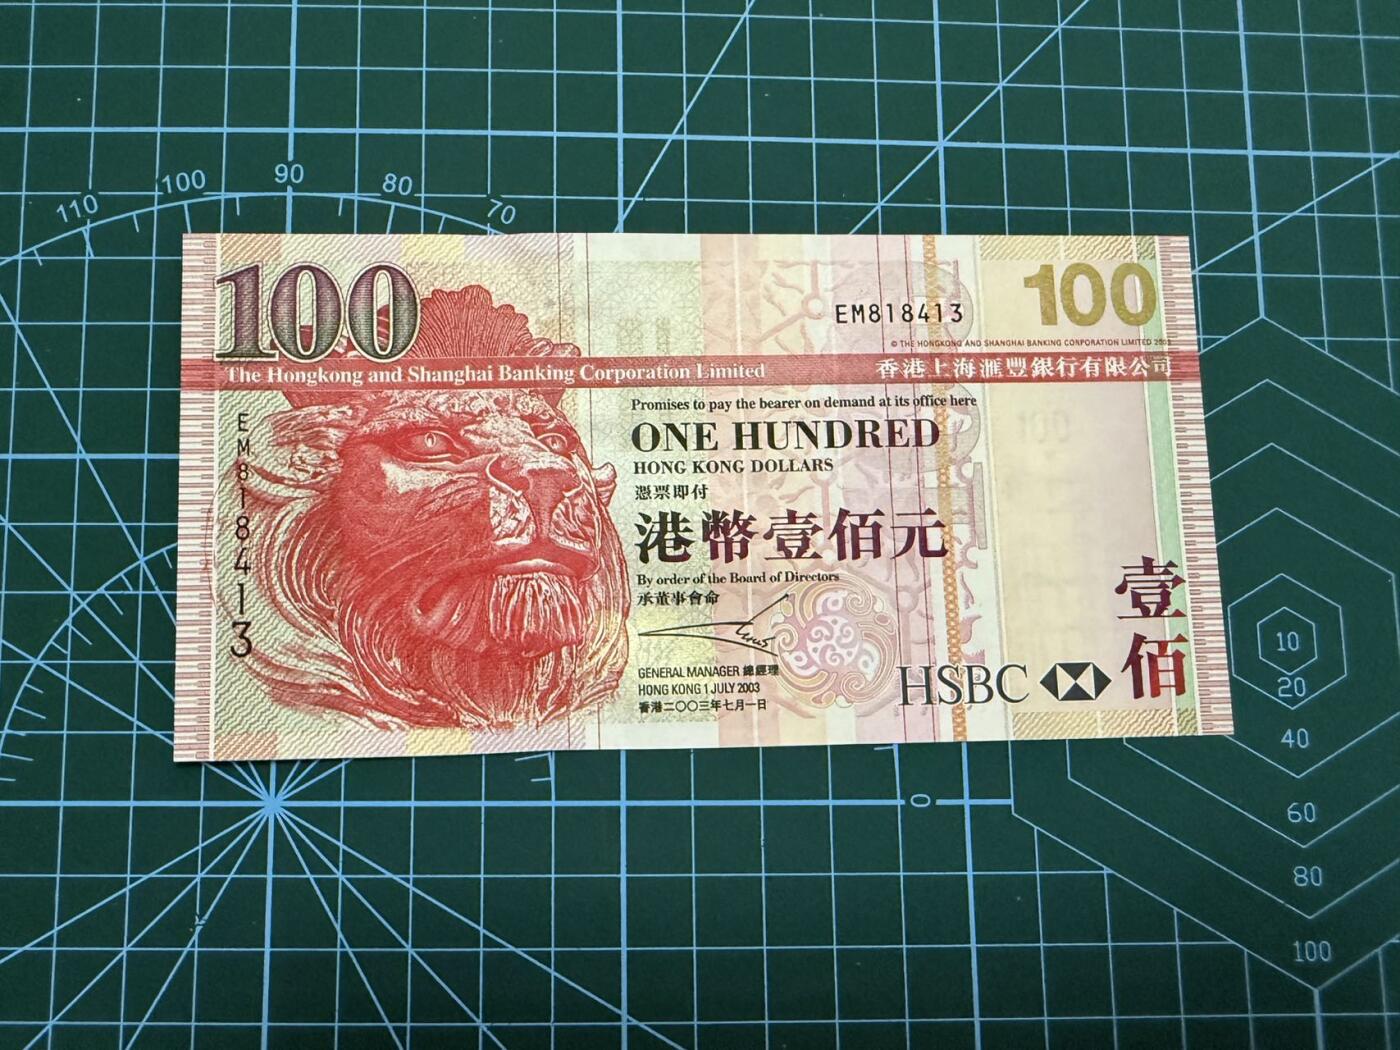 110
100
90
80
70
100
EM818413
100
© THE HONGKONG AND SHANGHAI BANKING CORPORATION LIMITED 2003
The Hongkong and Shanghai Banking Corporation Limited
香港上海滙豐銀行有限公司
EM818413
Promises to pay the bearer on demand at its office here
ONE HUNDRED
HONG KONG DOLLARS
憑票即付
港幣壹佰元
By order of the Board of Directors
承董事會命
GENERAL MANAGER 總經理
HONG KONG 1 JULY 2003
香港二〇〇三年七月一日
HSBC
壹佰
0
10
20
40
60
80
100